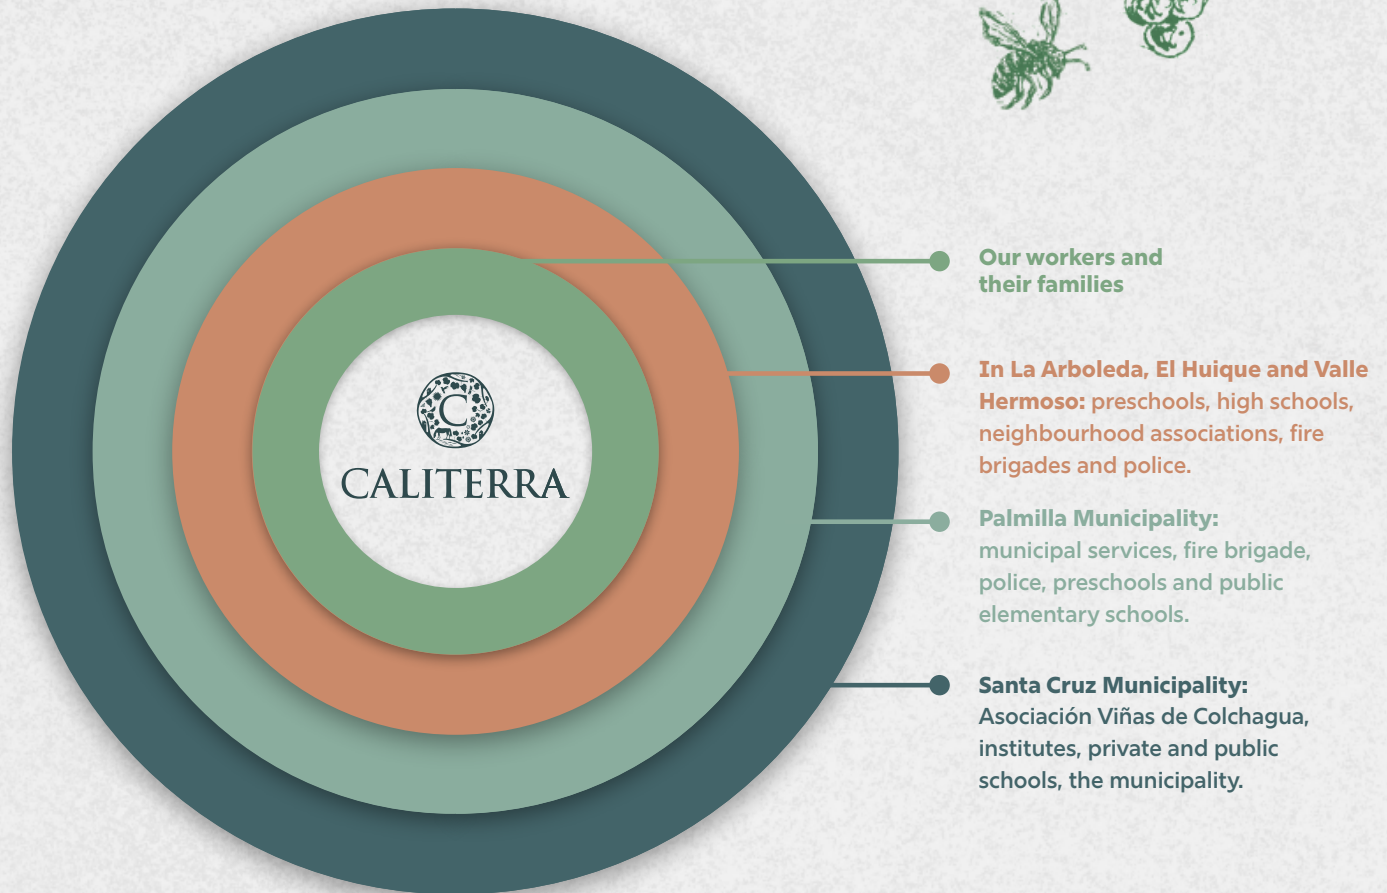 C
CALITERRA
Our workers and
their families
In La Arboleda, El Huique and Valle
Hermoso: preschools, high schools,
neighbourhood associations, fire
brigades and police.
Palmilla Municipality:
municipal services, fire brigade,
police, preschools and public
elementary schools.
Santa Cruz Municipality:
Asociación Viñas de Colchagua,
institutes, private and public
schools, the municipality.